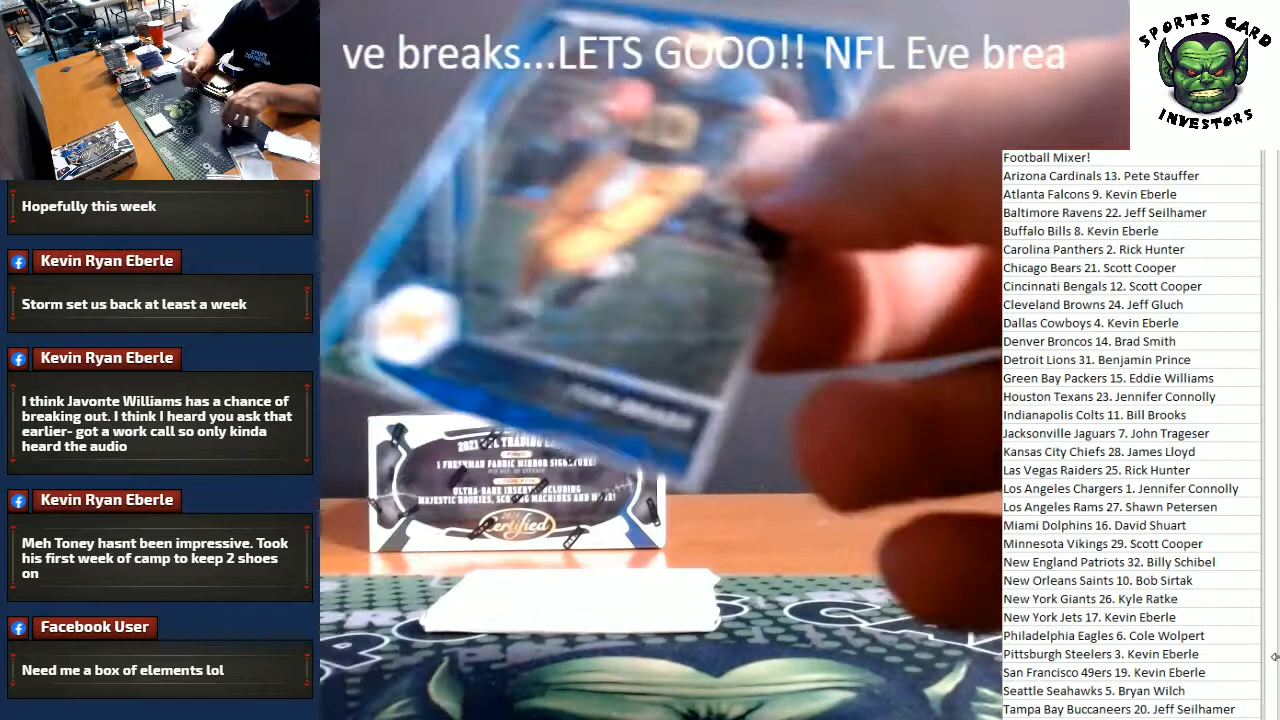 ve breaks...LETS GOOO!! NFL Eve brea
SPORTS CARD
INVESTORS
Hopefully this week
Kevin Ryan Eberle
Storm set us back at least a week
Kevin Ryan Eberle
I think Javonte Williams has a chance of
breaking out. I think I heard you ask that
earlier- got a work call so only kinda
heard the audio
Kevin Ryan Eberle
Meh Toney hasnt been impressive. Took
his first week of camp to keep 2 shoes
on
Facebook User
Need me a box of elements lol
1 FRESHMAN FABRIC MIRROR SIGNATURE!
ULTRA-RARE INSERTS INCLUDING
Certified
Football Mixer!
Arizona Cardinals 13. Pete Stauffer
Atlanta Falcons 9. Kevin Eberle
Baltimore Ravens 22. Jeff Seilhamer
Buffalo Bills 8. Kevin Eberle
Carolina Panthers 2. Rick Hunter
Chicago Bears 21. Scott Cooper
Cincinnati Bengals 12. Scott Cooper
Cleveland Browns 24. Jeff Gluch
Dallas Cowboys 4. Kevin Eberle
Denver Broncos 14. Brad Smith
Detroit Lions 31. Benjamin Prince
Green Bay Packers 15. Eddie Williams
Houston Texans 23. Jennifer Connolly
Indianapolis Colts 11. Bill Brooks
Jacksonville Jaguars 7. John Trageser
Kansas City Chiefs 28. James Lloyd
Las Vegas Raiders 25. Rick Hunter
Los Angeles Chargers 1. Jennifer Connolly
Los Angeles Rams 27. Shawn Petersen
Miami Dolphins 16. David Shuart
Minnesota Vikings 29. Scott Cooper
New England Patriots 32. Billy Schibel
New Orleans Saints 10. Bob Sirtak
New York Giants 26. Kyle Ratke
New York Jets 17. Kevin Eberle
Philadelphia Eagles 6. Cole Wolpert
Pittsburgh Steelers 3. Kevin Eberle
San Francisco 49ers 19. Kevin Eberle
Seattle Seahawks 5. Bryan Wilch
Tampa Bay Buccaneers 20. Jeff Seilhamer